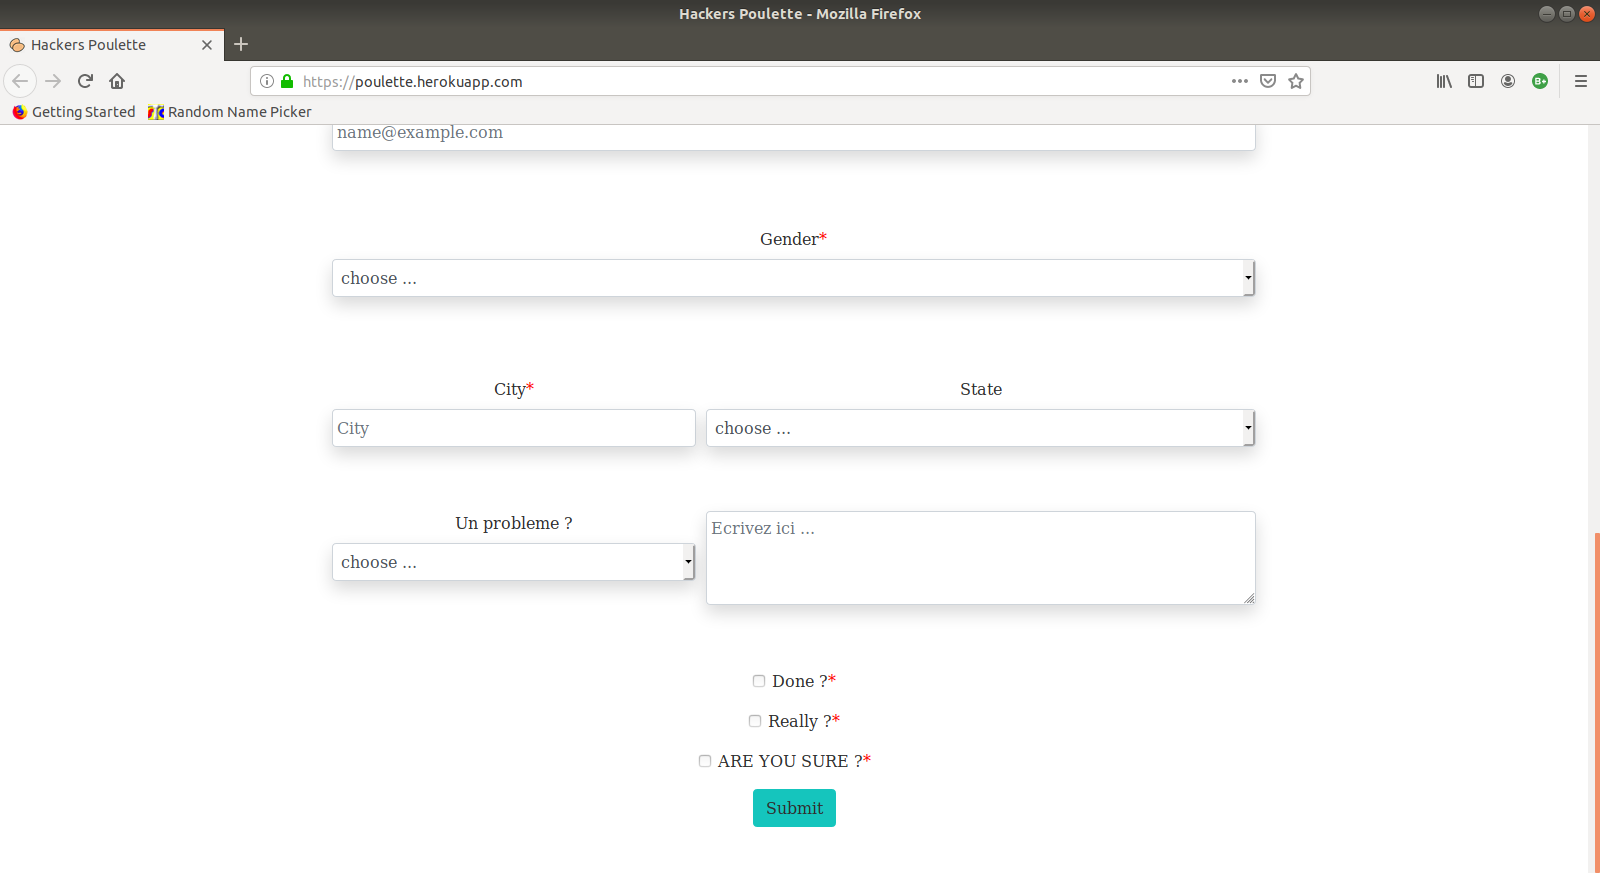 Hackers Poulette - Mozilla Firefox
Hackers Poulette
https://poulette.herokuapp.com
B+
Getting Started Random Name Picker
name@example.com
Gender*
choose ...
City* State
City choose ...
Un probleme ?
Ecrivez ici ...
choose ...
Done ?*
Really ?*
ARE YOU SURE ?*
Submit